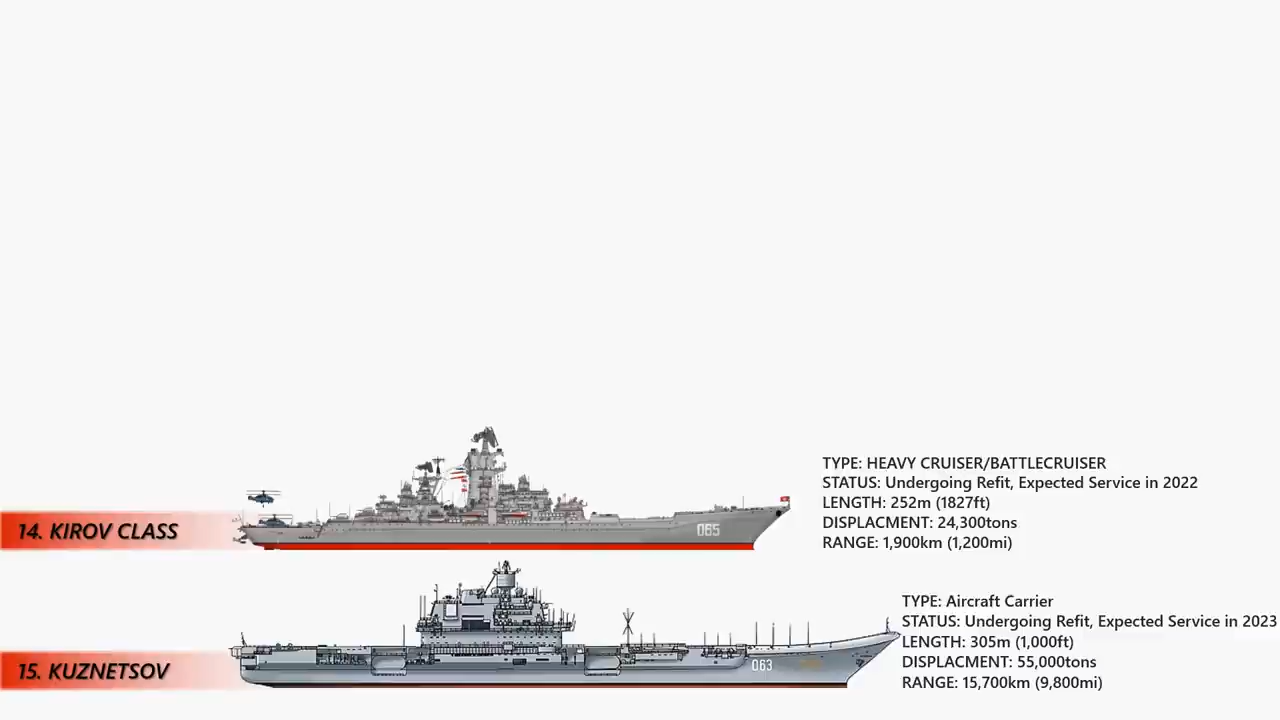 TYPE: HEAVY CRUISER/BATTLECRUISER
STATUS: Undergoing Refit, Expected Service in 2022
LENGTH: 252m (1827ft)
DISPLACMENT: 24,300tons
RANGE: 1,900km (1,200mi)
14. KIROV CLASS
065
TYPE: Aircraft Carrier
STATUS: Undergoing Refit, Expected Service in 2023
LENGTH: 305m (1,000ft)
DISPLACMENT: 55,000tons
RANGE: 15,700km (9,800mi)
15. KUZNETSOV
063